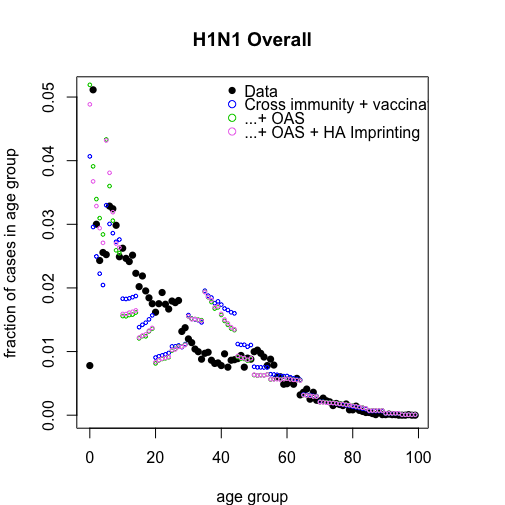 H1N1 Overall
Data
Cross immunity + vaccinat
...+ OAS
...+ OAS + HA Imprinting
fraction of cases in age group
0.05
0.04
0.03
0.02
0.01
0.00
0 20 40 60 80 100
age group